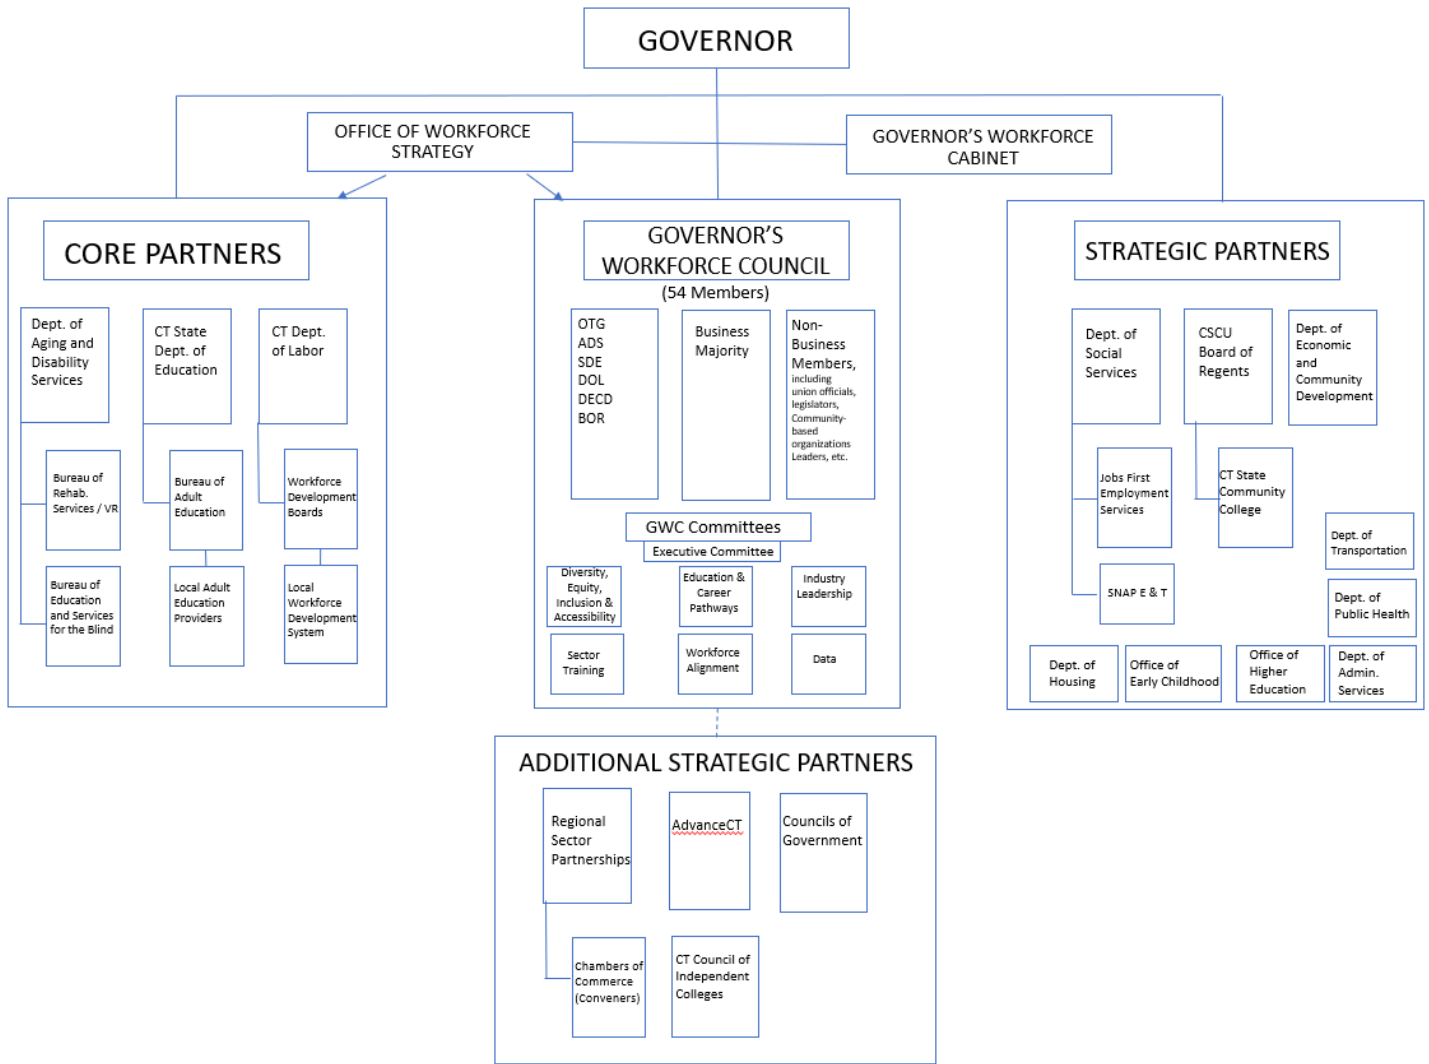 GOVERNOR
OFFICE OF WORKFORCE
STRATEGY
GOVERNOR'S WORKFORCE
CABINET
CORE PARTNERS
Dept. of
Aging and
Disability
Services
CT State
Dept. of
Education
CT Dept.
of Labor
Bureau of
Rehab.
Services / VR
Bureau of
Adult
Education
Workforce
Development
Boards
Bureau of
Education
and Services
for the Blind
Local Adult
Education
Providers
Local
Workforce
Development
System
GOVERNOR'S
WORKFORCE COUNCIL
(54 Members)
OTG
ADS
SDE
DOL
DECD
BOR
Business
Majority
Non-
Business
Members,
including
union officials,
legislators,
Community-
based
organizations
Leaders, etc.
GWC Committees
Executive Committee
Diversity,
Equity,
Inclusion &
Accessibility
Education &
Career
Pathways
Industry
Leadership
Sector
Training
Workforce
Alignment
Data
STRATEGIC PARTNERS
Dept. of
Social
Services
CSCU
Board of
Regents
Dept. of
Economic
and
Community
Development
Jobs First
Employment
Services
CT State
Community
College
SNAP E & T
Dept. of
Transportation
Dept. of
Public Health
Dept. of
Housing
Office of
Early Childhood
Office of
Higher
Education
Dept. of
Admin.
Services
ADDITIONAL STRATEGIC PARTNERS
Regional
Sector
Partnerships
AdvanceCT
Councils of
Government
Chambers of
Commerce
(Conveners)
CT Council of
Independent
Colleges